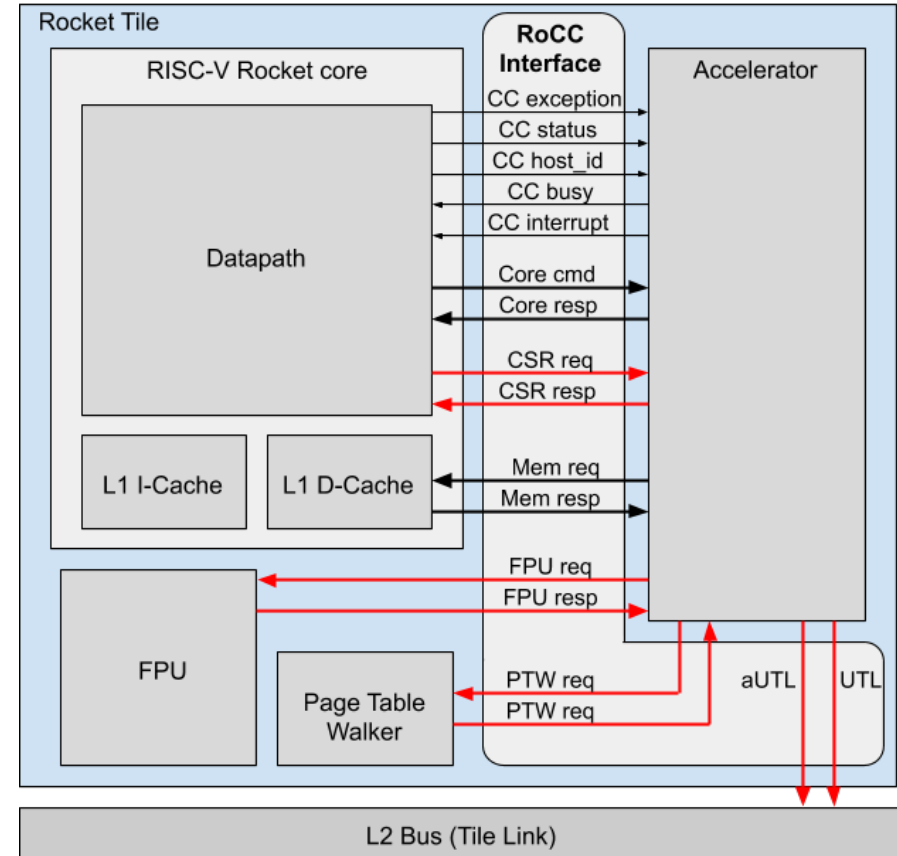 Rocket Tile
RoCC
Interface
RISC-V Rocket core
Accelerator
CC exception
CC status
CC host_id
CC busy
CC interrupt
Datapath
Core cmd
Core resp
CSR req
CSR resp
L1 I-Cache
L1 D-Cache
Mem req
Mem resp
FPU req
FPU resp
FPU
Page Table
Walker
PTW req
PTW req
aUTL
UTL
L2 Bus (Tile Link)